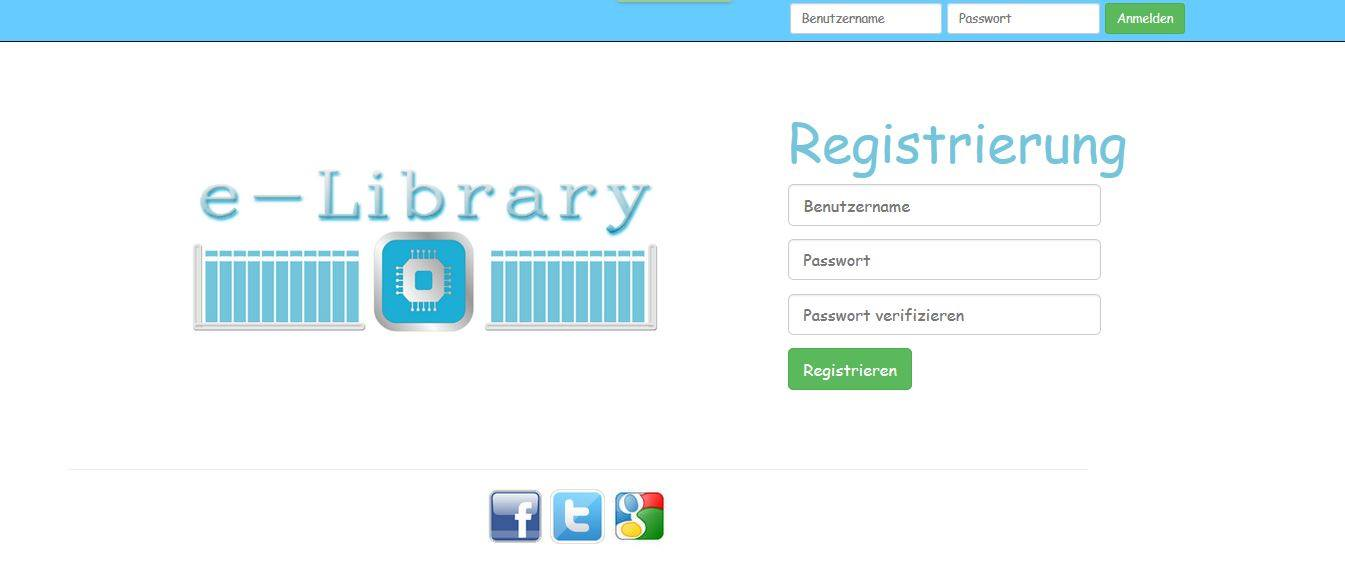 Benutzername Passwort Anmelden
e-Library
Registrierung
Benutzername
Passwort
Passwort verifizieren
Registrieren